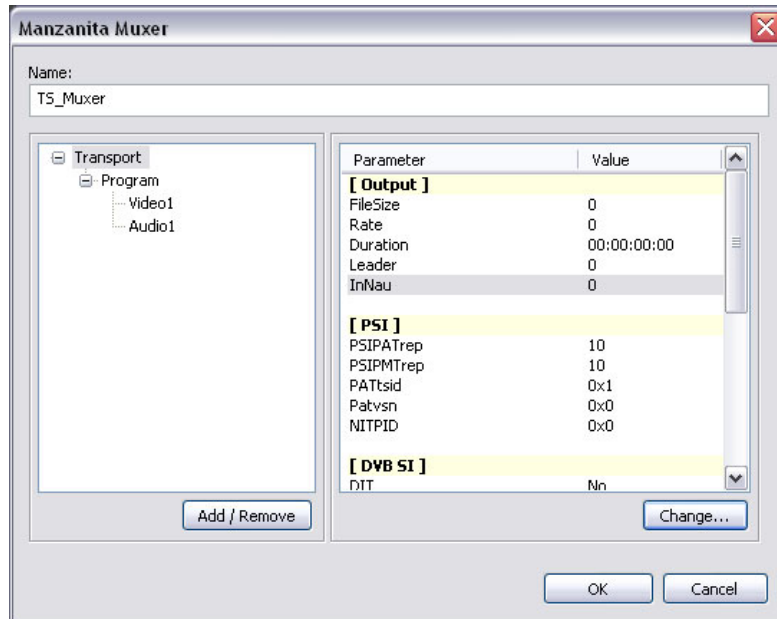 Manzanita Muxer
Name:
TS_Muxer
Transport
Program
Video1
Audio1
Add / Remove
Parameter Value
[ Output ]
FileSize 0
Rate 0
Duration 00:00:00:00
Leader 0
InNau 0
[ PSI ]
PSIPATrep 10
PSIPMTrep 10
PATtsid 0x1
Patvsn 0x0
NITPID 0x0
[ DVB SI ]
DIT No
Change...
OK Cancel